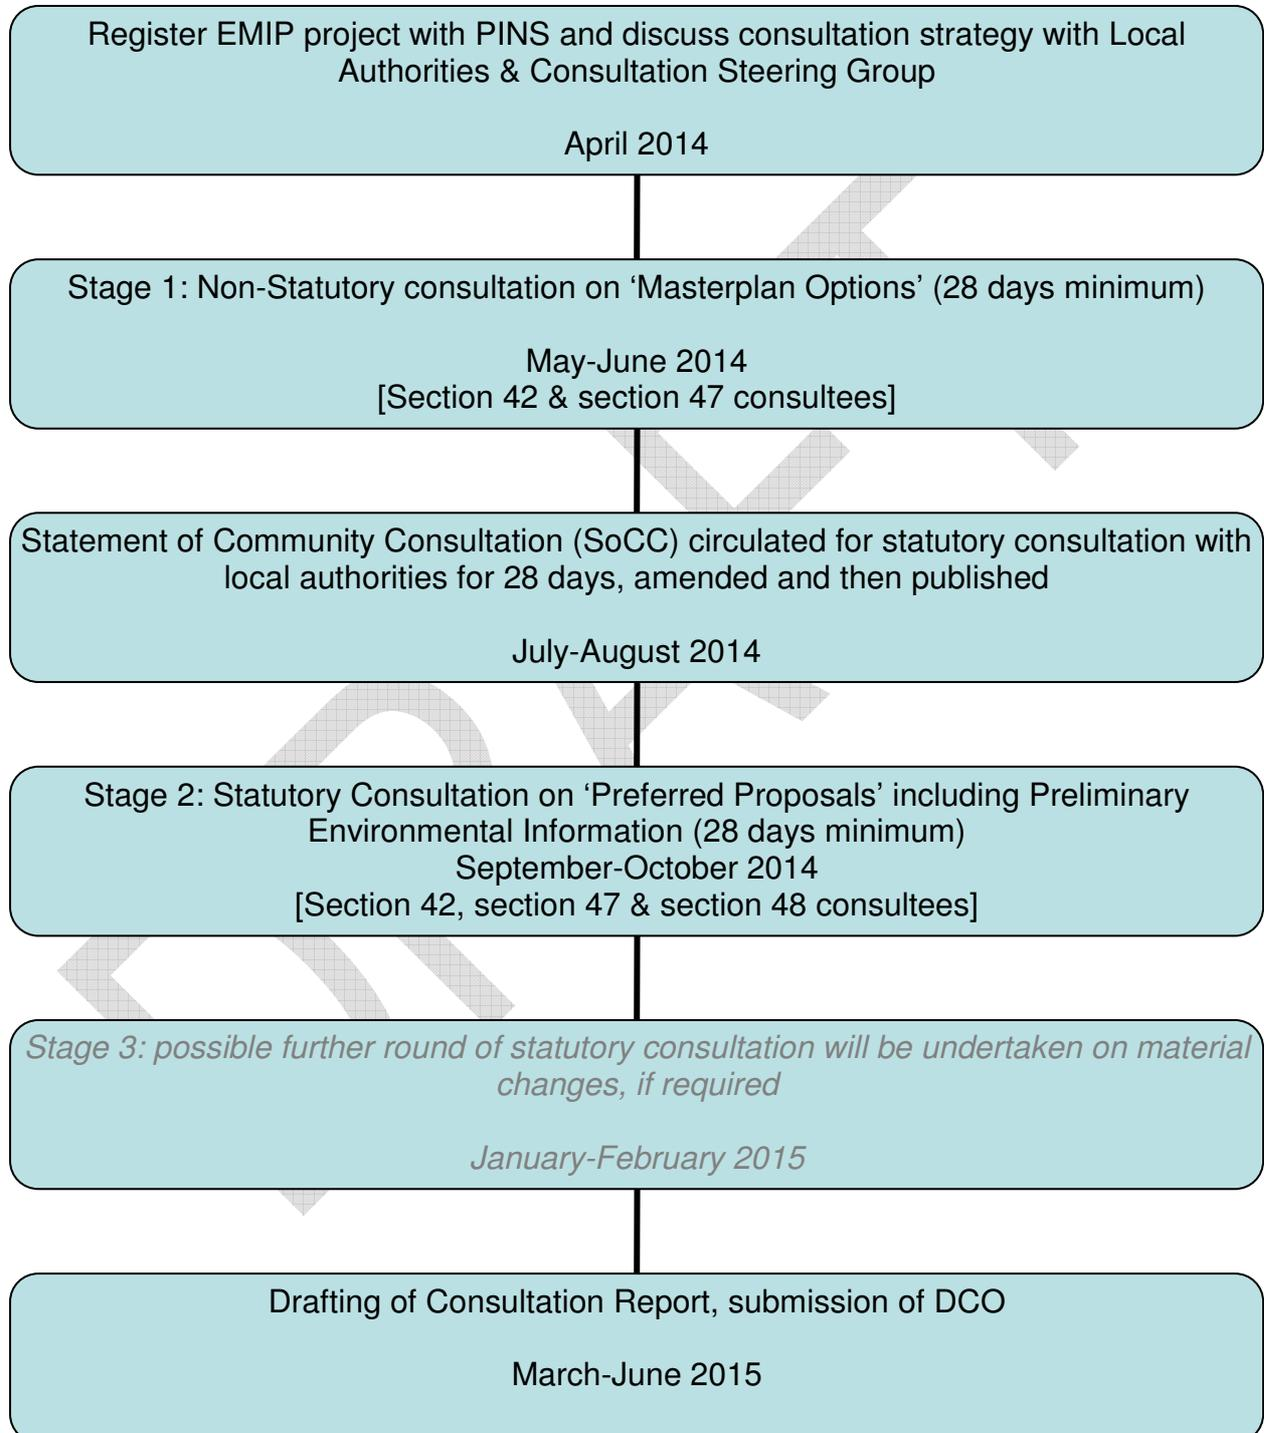 Register EMIP project with PINS and discuss consultation strategy with Local
Authorities & Consultation Steering Group
April 2014
Stage 1: Non-Statutory consultation on ‘Masterplan Options’ (28 days minimum)
May-June 2014
[Section 42 & section 47 consultees]
Statement of Community Consultation (SoCC) circulated for statutory consultation with
local authorities for 28 days, amended and then published
July-August 2014
Stage 2: Statutory Consultation on ‘Preferred Proposals’ including Preliminary
Environmental Information (28 days minimum)
September-October 2014
[Section 42, section 47 & section 48 consultees]
Stage 3: possible further round of statutory consultation will be undertaken on material
changes, if required
January-February 2015
Drafting of Consultation Report, submission of DCO
March-June 2015
DRAFT